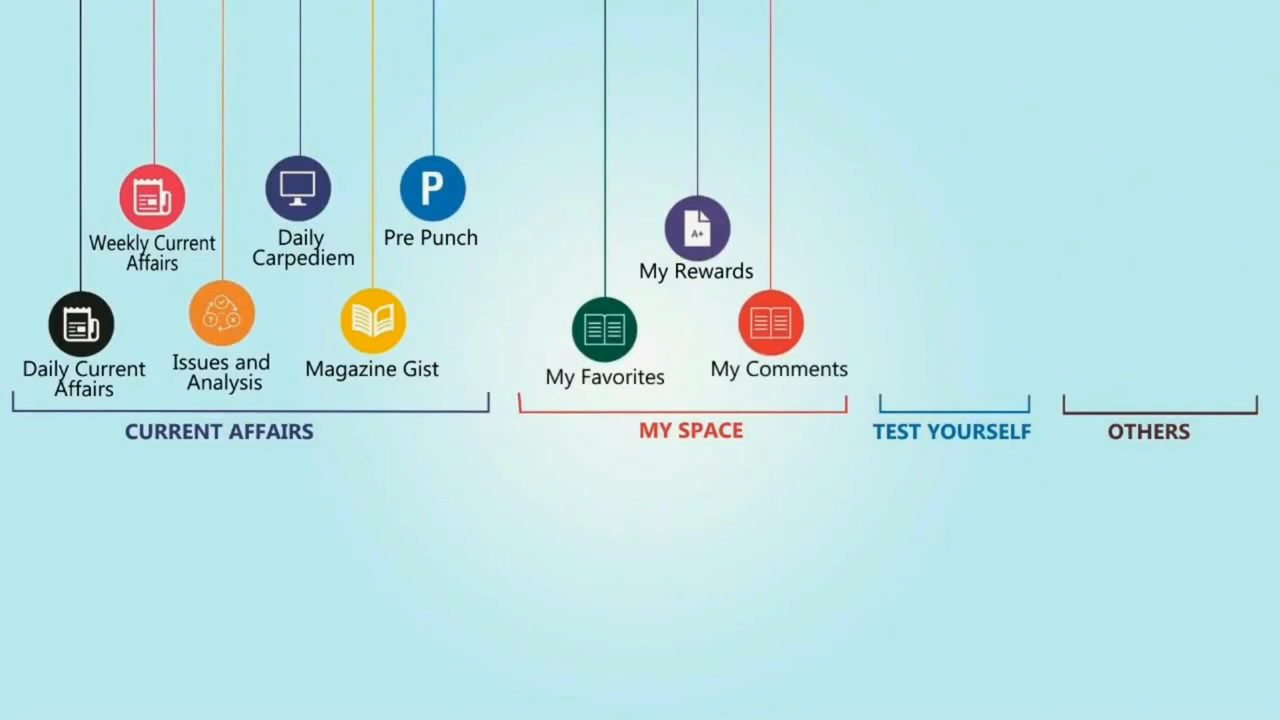 Weekly Current
Affairs
Daily
Carpediem
P
Pre Punch
Daily Current
Affairs
Issues and
Analysis
Magazine Gist
CURRENT AFFAIRS
A+
My Rewards
My Favorites
My Comments
MY SPACE
TEST YOURSELF
OTHERS